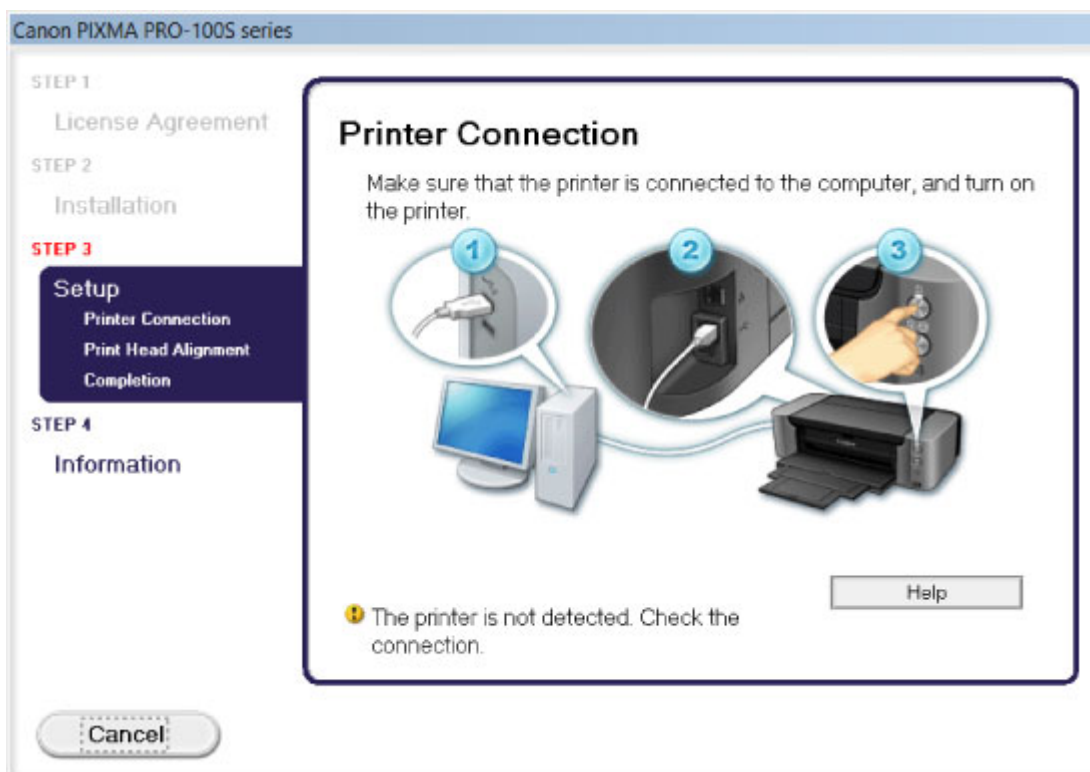 Canon PIXMA PRO-100S series
STEP 1
License Agreement
STEP 2
Installation
STEP 3
Setup
Printer Connection
Print Head Alignment
Completion
STEP 4
Information
Cancel
Printer Connection
Make sure that the printer is connected to the computer, and turn on
the printer.
1
2
3
Help
The printer is not detected. Check the
connection.